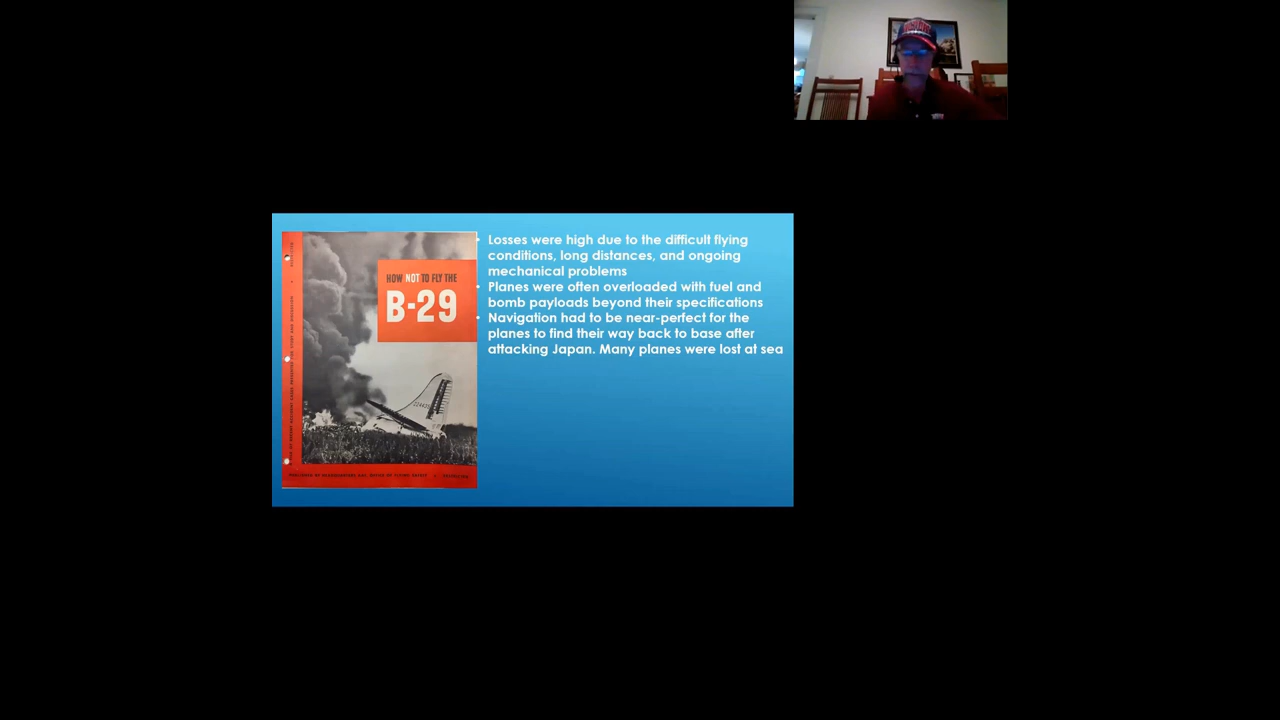 HOW NOT TO FLY THE
B-29
• Losses were high due to the difficult flying
conditions, long distances, and ongoing
mechanical problems
• Planes were often overloaded with fuel and
bomb payloads beyond their specifications
• Navigation had to be near-perfect for the
planes to find their way back to base after
attacking Japan. Many planes were lost at sea